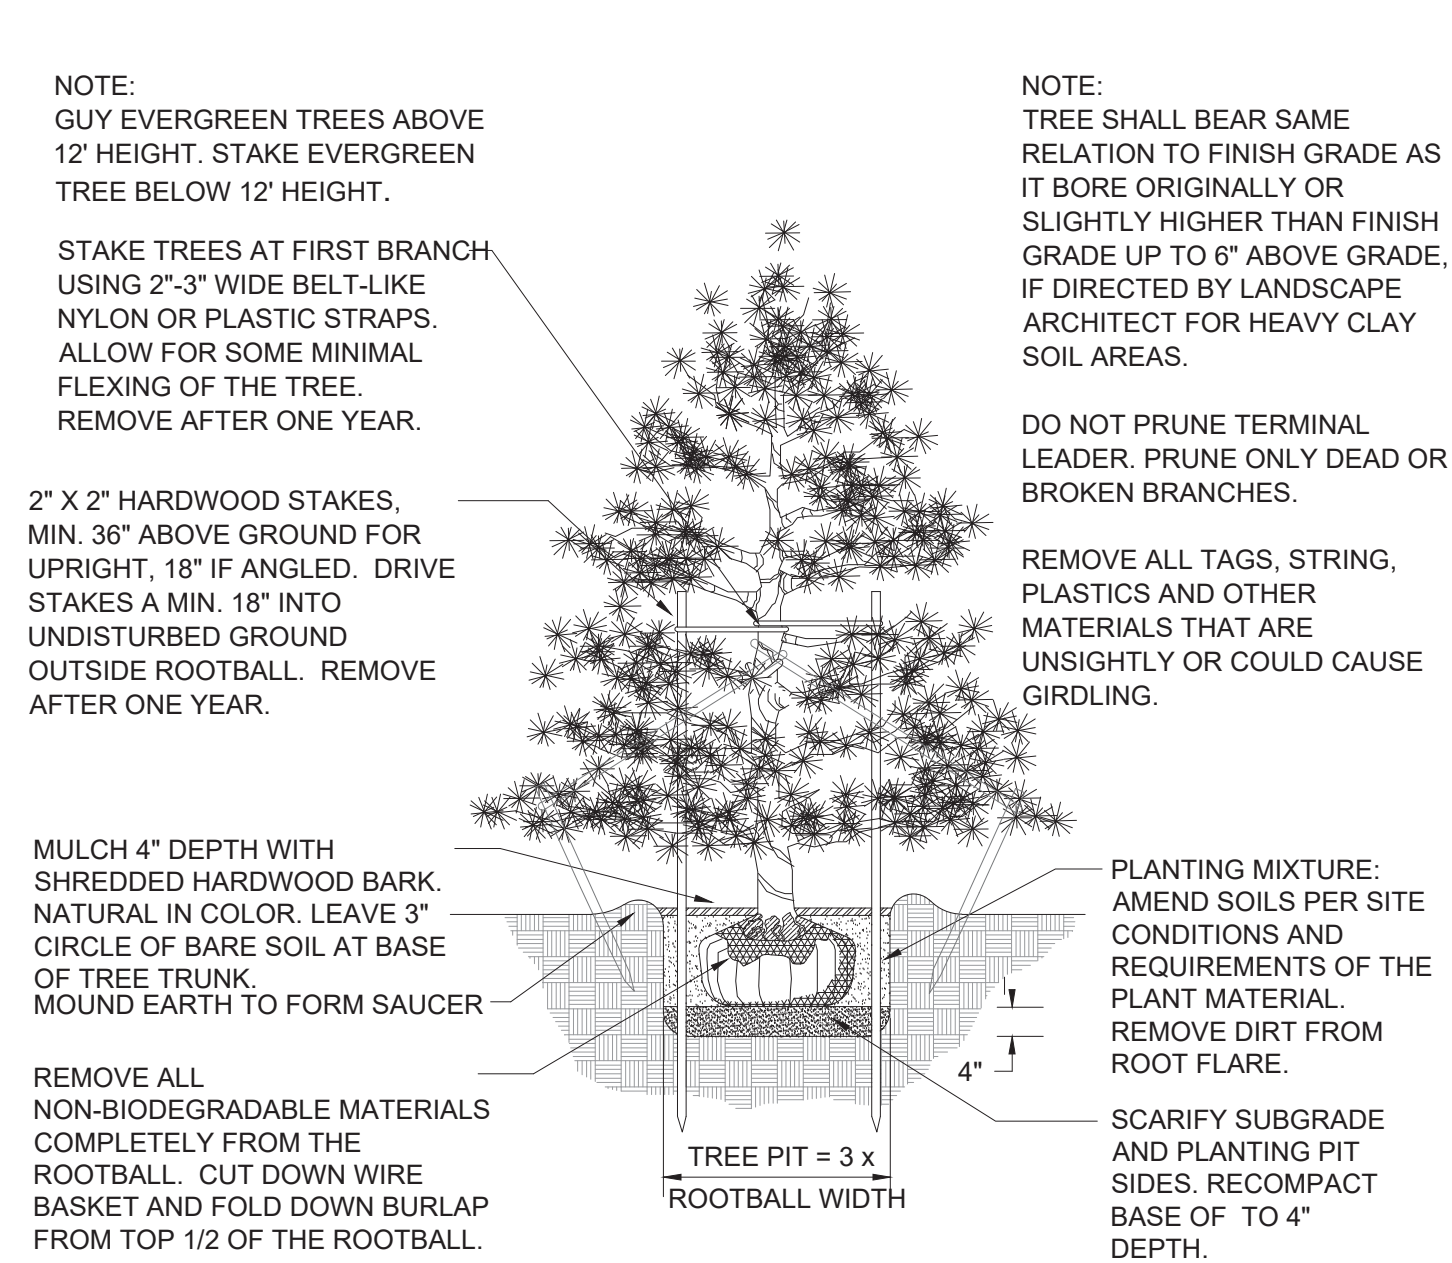 NOTE:
GUY EVERGREEN TREES ABOVE
12' HEIGHT. STAKE EVERGREEN
TREE BELOW 12' HEIGHT.
STAKE TREES AT FIRST BRANCH
USING 2"-3" WIDE BELT-LIKE
NYLON OR PLASTIC STRAPS.
ALLOW FOR SOME MINIMAL
FLEXING OF THE TREE.
REMOVE AFTER ONE YEAR.
2" X 2" HARDWOOD STAKES,
MIN. 36" ABOVE GROUND FOR
UPRIGHT, 18" IF ANGLED. DRIVE
STAKES A MIN. 18" INTO
UNDISTURBED GROUND
OUTSIDE ROOTBALL. REMOVE
AFTER ONE YEAR.
MULCH 4" DEPTH WITH
SHREDDED HARDWOOD BARK.
NATURAL IN COLOR. LEAVE 3"
CIRCLE OF BARE SOIL AT BASE
OF TREE TRUNK.
MOUND EARTH TO FORM SAUCER
REMOVE ALL
NON-BIODEGRADABLE MATERIALS
COMPLETELY FROM THE
ROOTBALL. CUT DOWN WIRE
BASKET AND FOLD DOWN BURLAP
FROM TOP 1/2 OF THE ROOTBALL.
TREE PIT = 3 x
ROOTBALL WIDTH
4"
NOTE:
TREE SHALL BEAR SAME
RELATION TO FINISH GRADE AS
IT BORE ORIGINALLY OR
SLIGHTLY HIGHER THAN FINISH
GRADE UP TO 6" ABOVE GRADE,
IF DIRECTED BY LANDSCAPE
ARCHITECT FOR HEAVY CLAY
SOIL AREAS.
DO NOT PRUNE TERMINAL
LEADER. PRUNE ONLY DEAD OR
BROKEN BRANCHES.
REMOVE ALL TAGS, STRING,
PLASTICS AND OTHER
MATERIALS THAT ARE
UNSIGHTLY OR COULD CAUSE
GIRDLING.
PLANTING MIXTURE:
AMEND SOILS PER SITE
CONDITIONS AND
REQUIREMENTS OF THE
PLANT MATERIAL.
REMOVE DIRT FROM
ROOT FLARE.
SCARIFY SUBGRADE
AND PLANTING PIT
SIDES. RECOMPACT
BASE OF TO 4"
DEPTH.